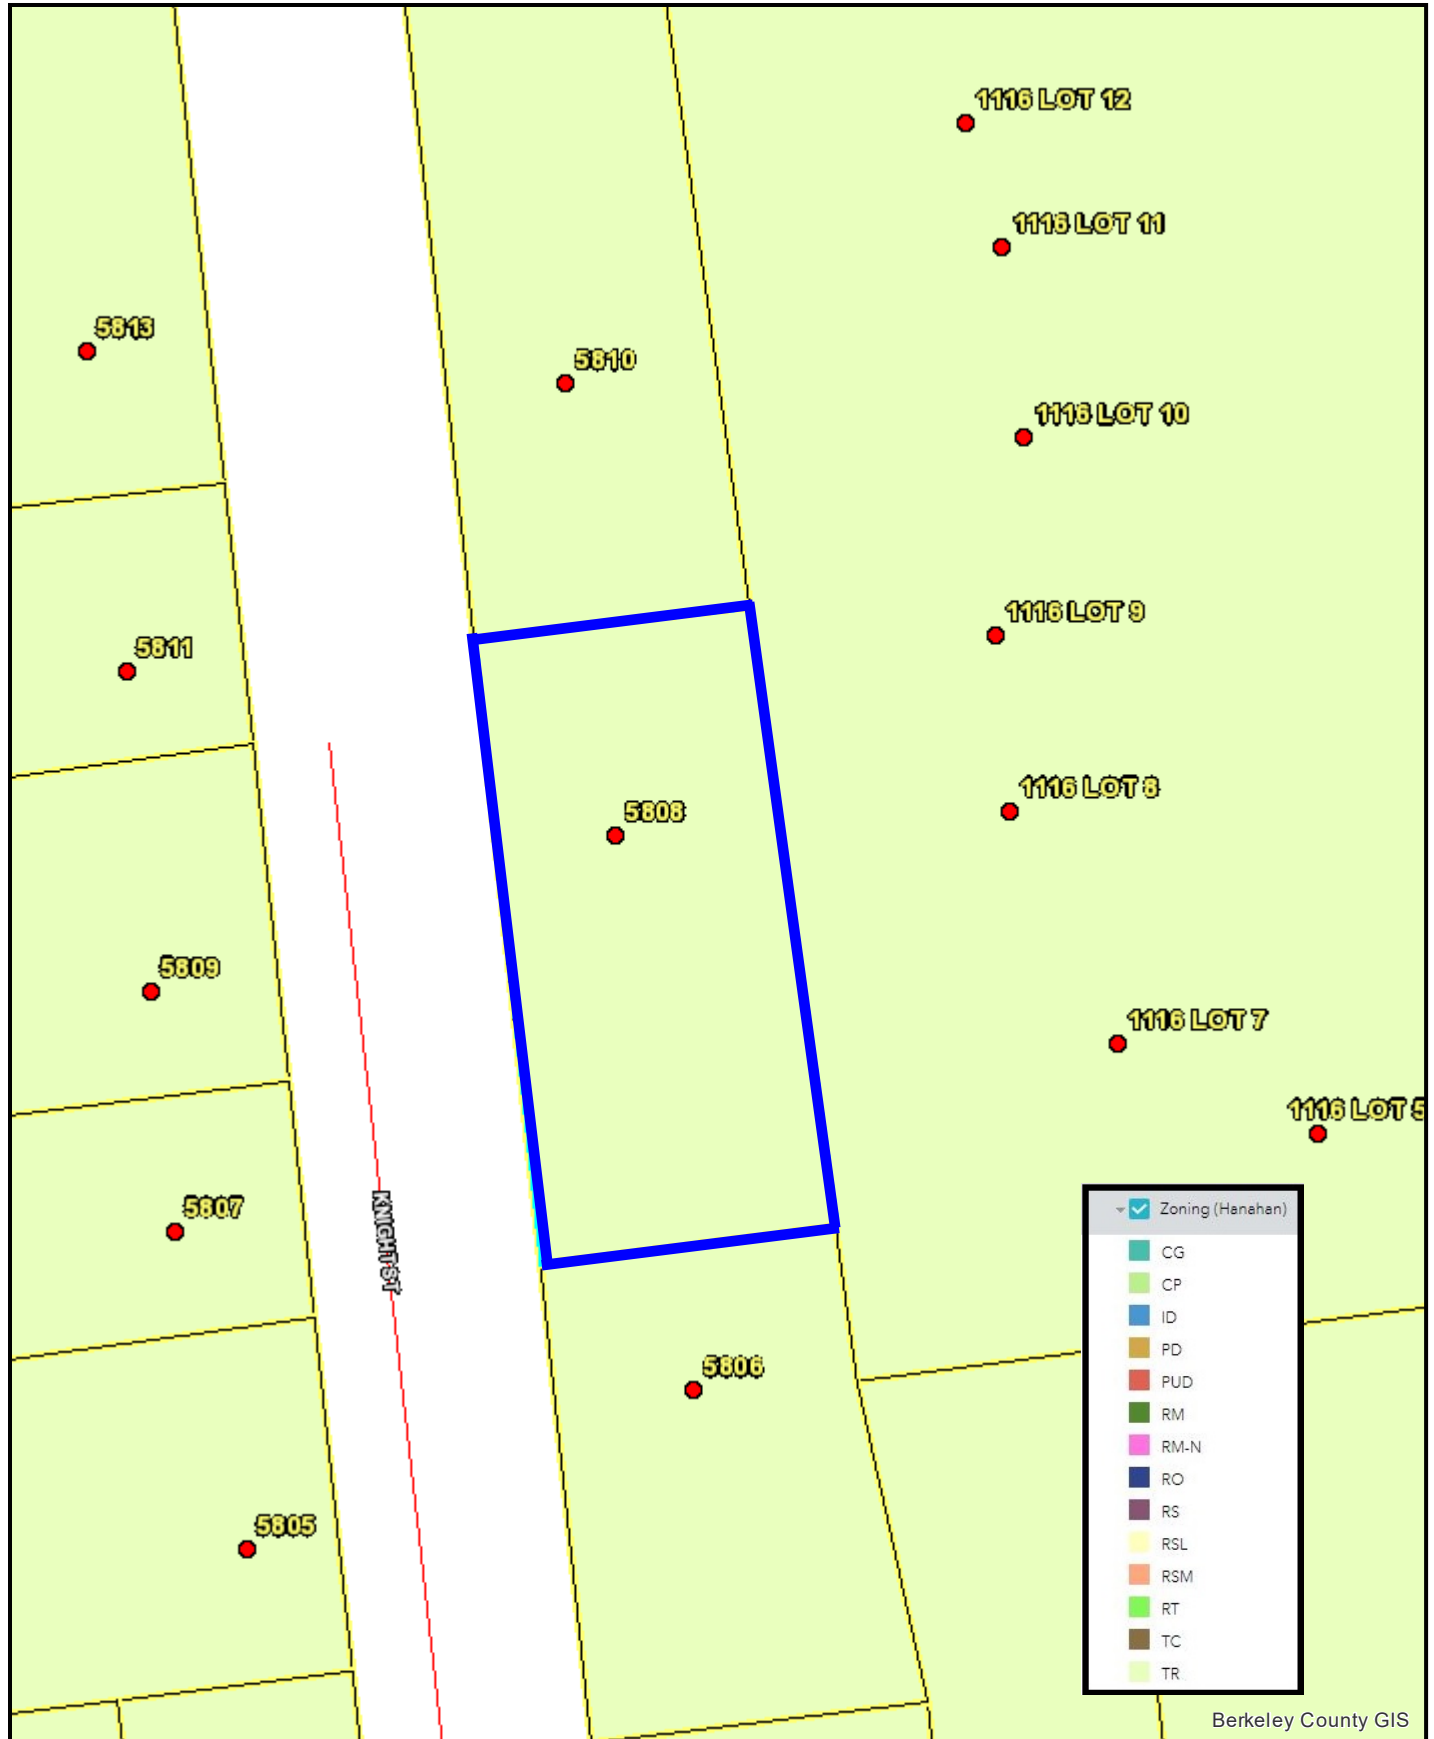 1116 LOT 12
1116 LOT 11
5813
5810
1116 LOT 10
1116 LOT 9
5811
1116 LOT 8
5808
5809
1116 LOT 7
1116 LOT 5
KNIGHT ST
5807
5806
5805
Zoning (Hanahan)
CG
CP
ID
PD
PUD
RM
RM-N
RO
RS
RSL
RSM
RT
TC
TR
Berkeley County GIS